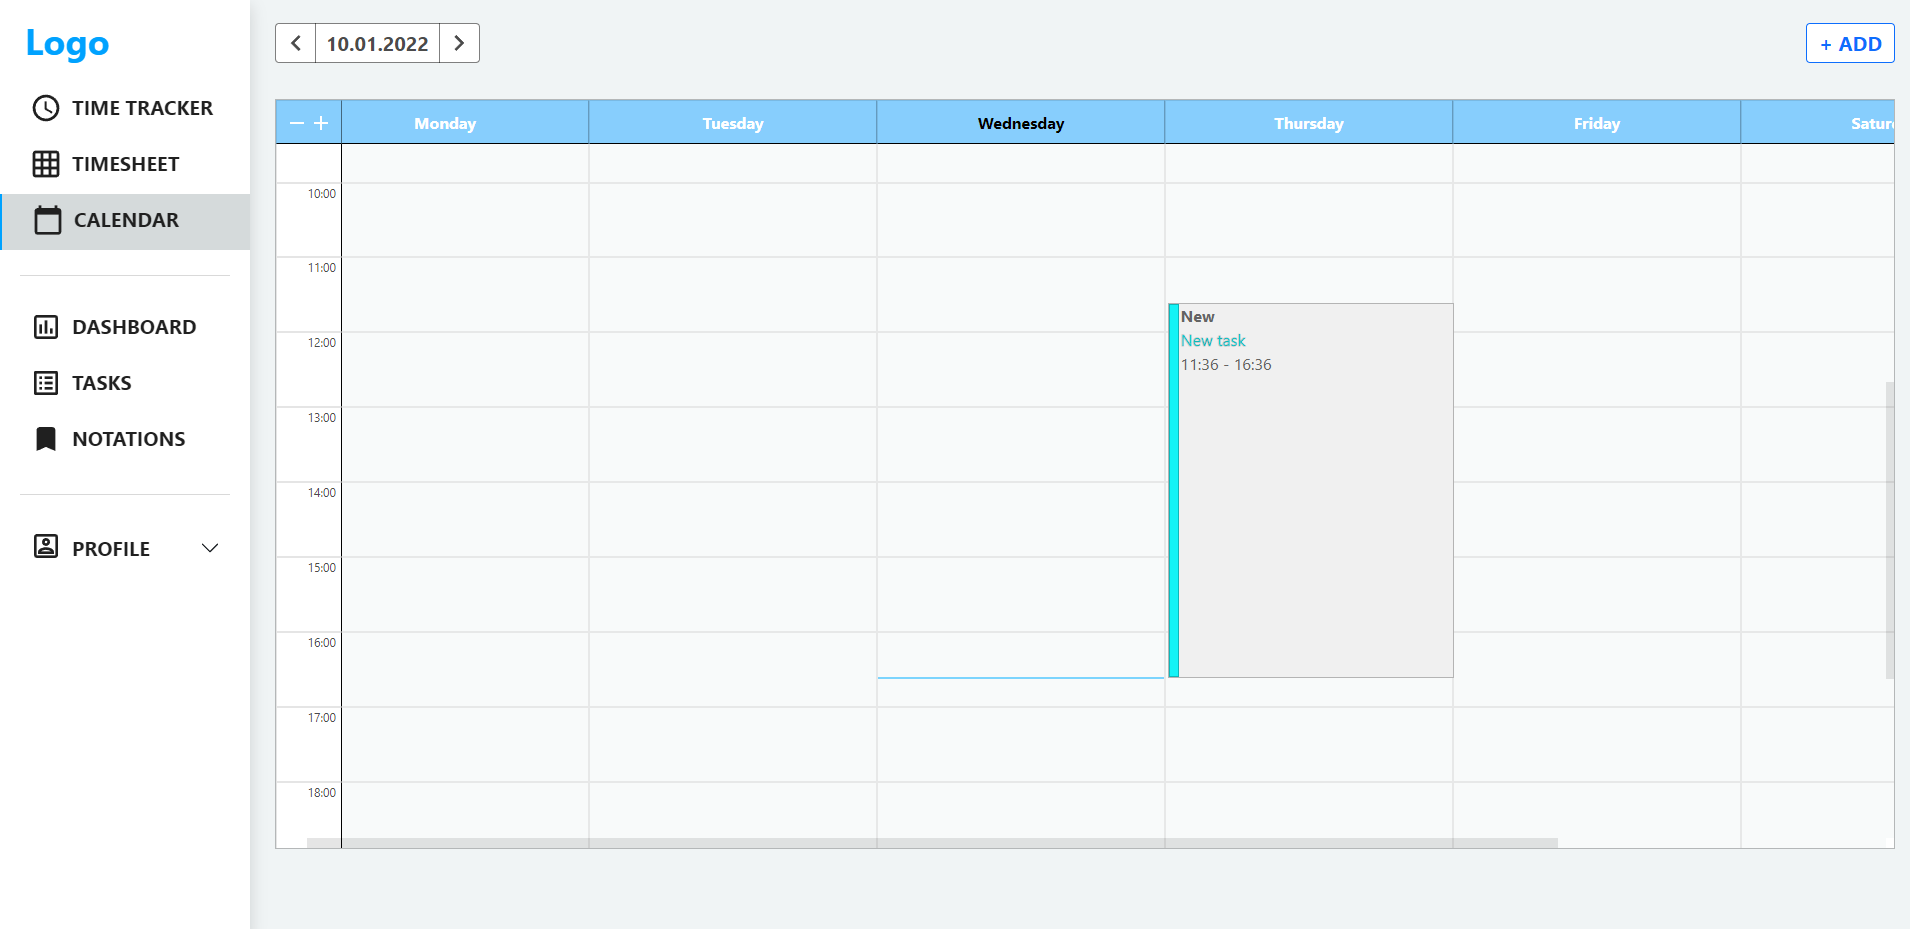 Logo
TIME TRACKER
TIMESHEET
CALENDAR
DASHBOARD
TASKS
NOTATIONS
PROFILE
10.01.2022
+ ADD
Monday Tuesday Wednesday Thursday Friday Satur
10:00
11:00
12:00
13:00
14:00
15:00
16:00
17:00
18:00
New
New task
11:36 - 16:36